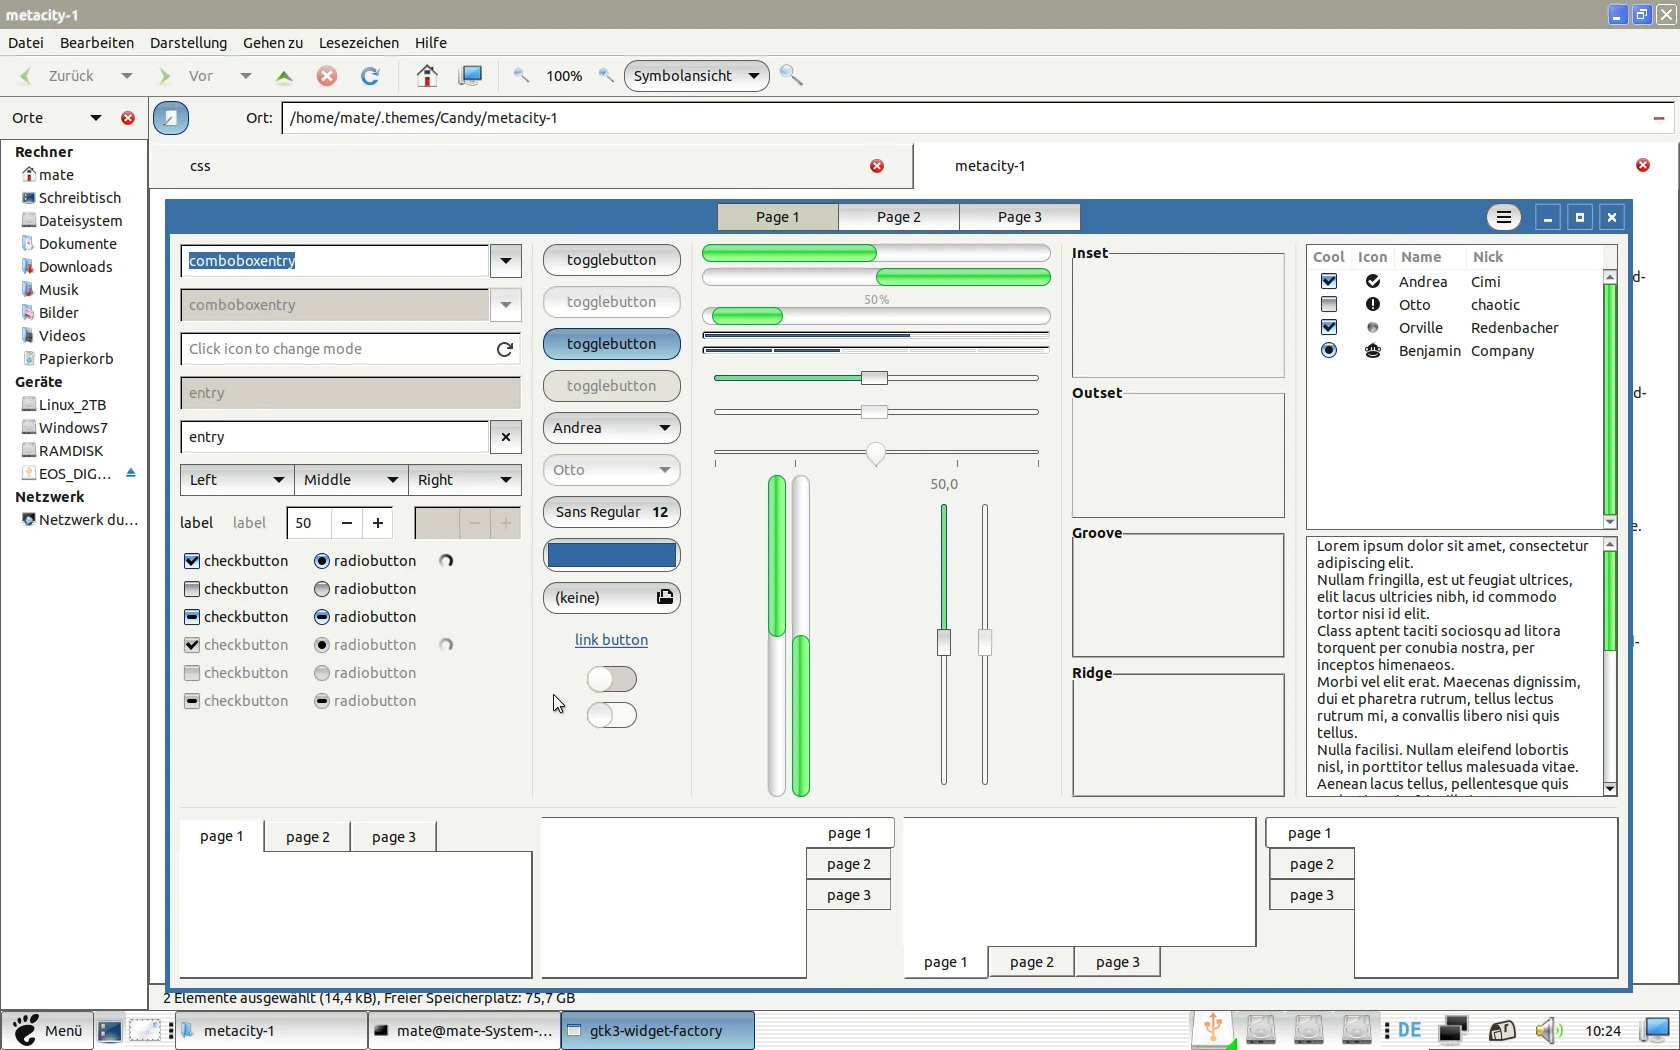 metacity-1
Datei Bearbeiten Darstellung Gehen zu Lesezeichen Hilfe
Zurück Vor 100% Symbolansicht
Orte Ort: /home/mate/.themes/Candy/metacity-1
css metacity-1
Rechner
mate
Schreibtisch
Dateisystem
Dokumente
Downloads
Musik
Bilder
Videos
Papierkorb
Geräte
Linux_2TB
Windows7
RAMDISK
EOS_DIG...
Netzwerk
Netzwerk du...
Page 1 Page 2 Page 3
comboboxentry
comboboxentry
Click icon to change mode
entry
entry
Left Middle Right
label label 50
checkbutton radiobutton
checkbutton radiobutton
checkbutton radiobutton
checkbutton radiobutton
checkbutton radiobutton
checkbutton radiobutton
togglebutton
togglebutton
togglebutton
togglebutton
Andrea
Otto
Sans Regular 12
(keine)
link button
50%
50,0
Inset
Outset
Groove
Ridge
Cool Icon Name Nick
Andrea Cimi
Otto chaotic
Orville Redenbacher
Benjamin Company
d-
d-
e.
Lorem ipsum dolor sit amet, consectetur
adipiscing elit.
Nullam fringilla, est ut feugiat ultrices,
elit lacus ultricies nibh, id commodo
tortor nisi id elit.
Class aptent taciti sociosqu ad litora
torquent per conubia nostra, per
inceptos himenaeos.
Morbi vel elit erat. Maecenas dignissim,
dui et pharetra rutrum, tellus lectus
rutrum mi, a convallis libero nisi quis
tellus.
Nulla facilisi. Nullam eleifend lobortis
nisl, in porttitor tellus malesuada vitae.
Aenean lacus tellus, pellentesque quis
page 1 page 2 page 3
page 1
page 2
page 3
page 1 page 2 page 3
page 1
page 2
page 3
2 Elemente ausgewählt (14,4 kB), Freier Speicherplatz: 75,7 GB
Menü metacity-1 mate@mate-System-... gtk3-widget-factory DE 10:24